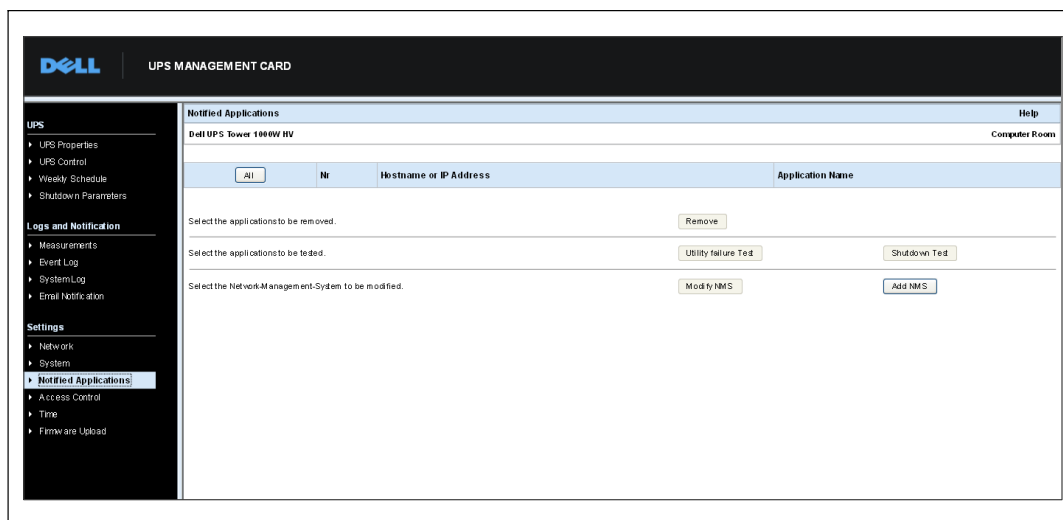 DELL
UPS MANAGEMENT CARD
UPS
UPS Properties
UPS Control
Weekly Schedule
Shutdown Parameters
Logs and Notification
Measurements
Event Log
System Log
Email Notification
Settings
Network
System
Notified Applications
Access Control
Time
Firmware Upload
Notified Applications Help
Dell UPS Tower 1000W HV Computer Room
All Nr Hostname or IP Address Application Name
Select the applications to be removed. Remove
Select the applications to be tested. Utility failure Test Shutdown Test
Select the Network-Management-System to be modified. Modify NMS Add NMS